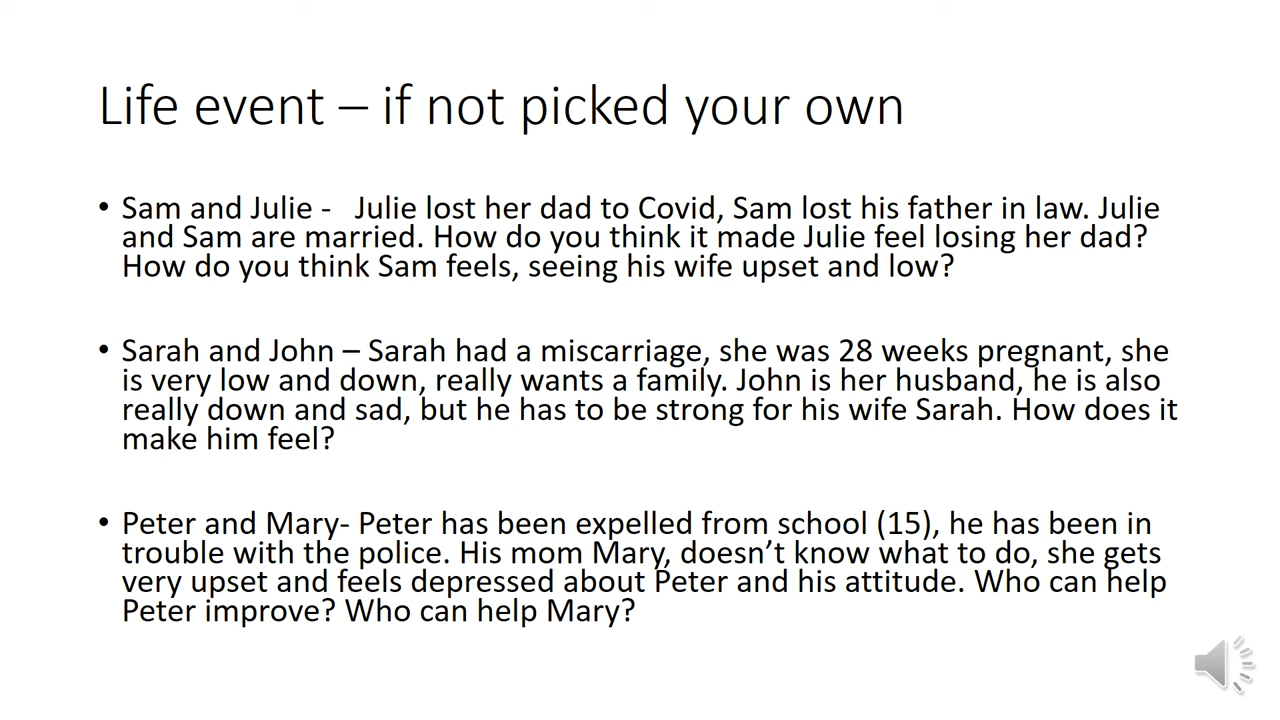 Life event – if not picked your own
• Sam and Julie -   Julie lost her dad to Covid, Sam lost his father in law. Julie
and Sam are married. How do you think it made Julie feel losing her dad?
How do you think Sam feels, seeing his wife upset and low?
• Sarah and John – Sarah had a miscarriage, she was 28 weeks pregnant, she
is very low and down, really wants a family. John is her husband, he is also
really down and sad, but he has to be strong for his wife Sarah. How does it
make him feel?
• Peter and Mary- Peter has been expelled from school (15), he has been in
trouble with the police. His mom Mary, doesn’t know what to do, she gets
very upset and feels depressed about Peter and his attitude. Who can help
Peter improve? Who can help Mary?